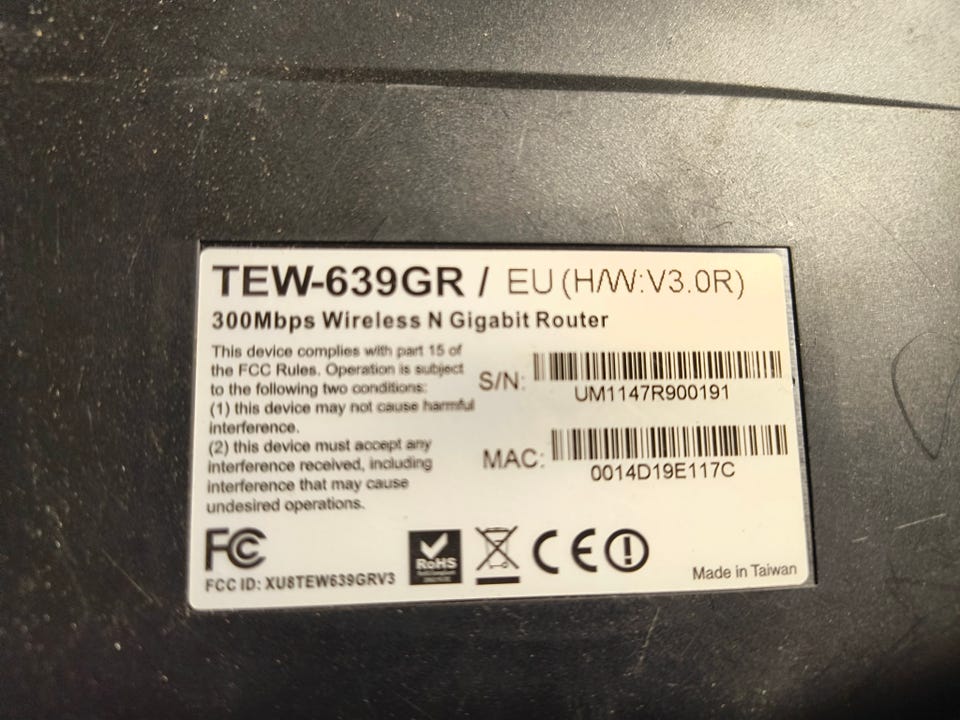 TEW-639GR / EU (H/W:V3.0R)
300Mbps Wireless N Gigabit Router
This device complies with part 15 of
the FCC Rules. Operation is subject
to the following two conditions:
(1) this device may not cause harmful
interference.
(2) this device must accept any
interference received, including
interference that may cause
undesired operations.
S/N:
UM1147R900191
MAC:
0014D19E117C
FC
FCC ID: XU8TEW639GRV3
RoHS
CE
Made in Taiwan